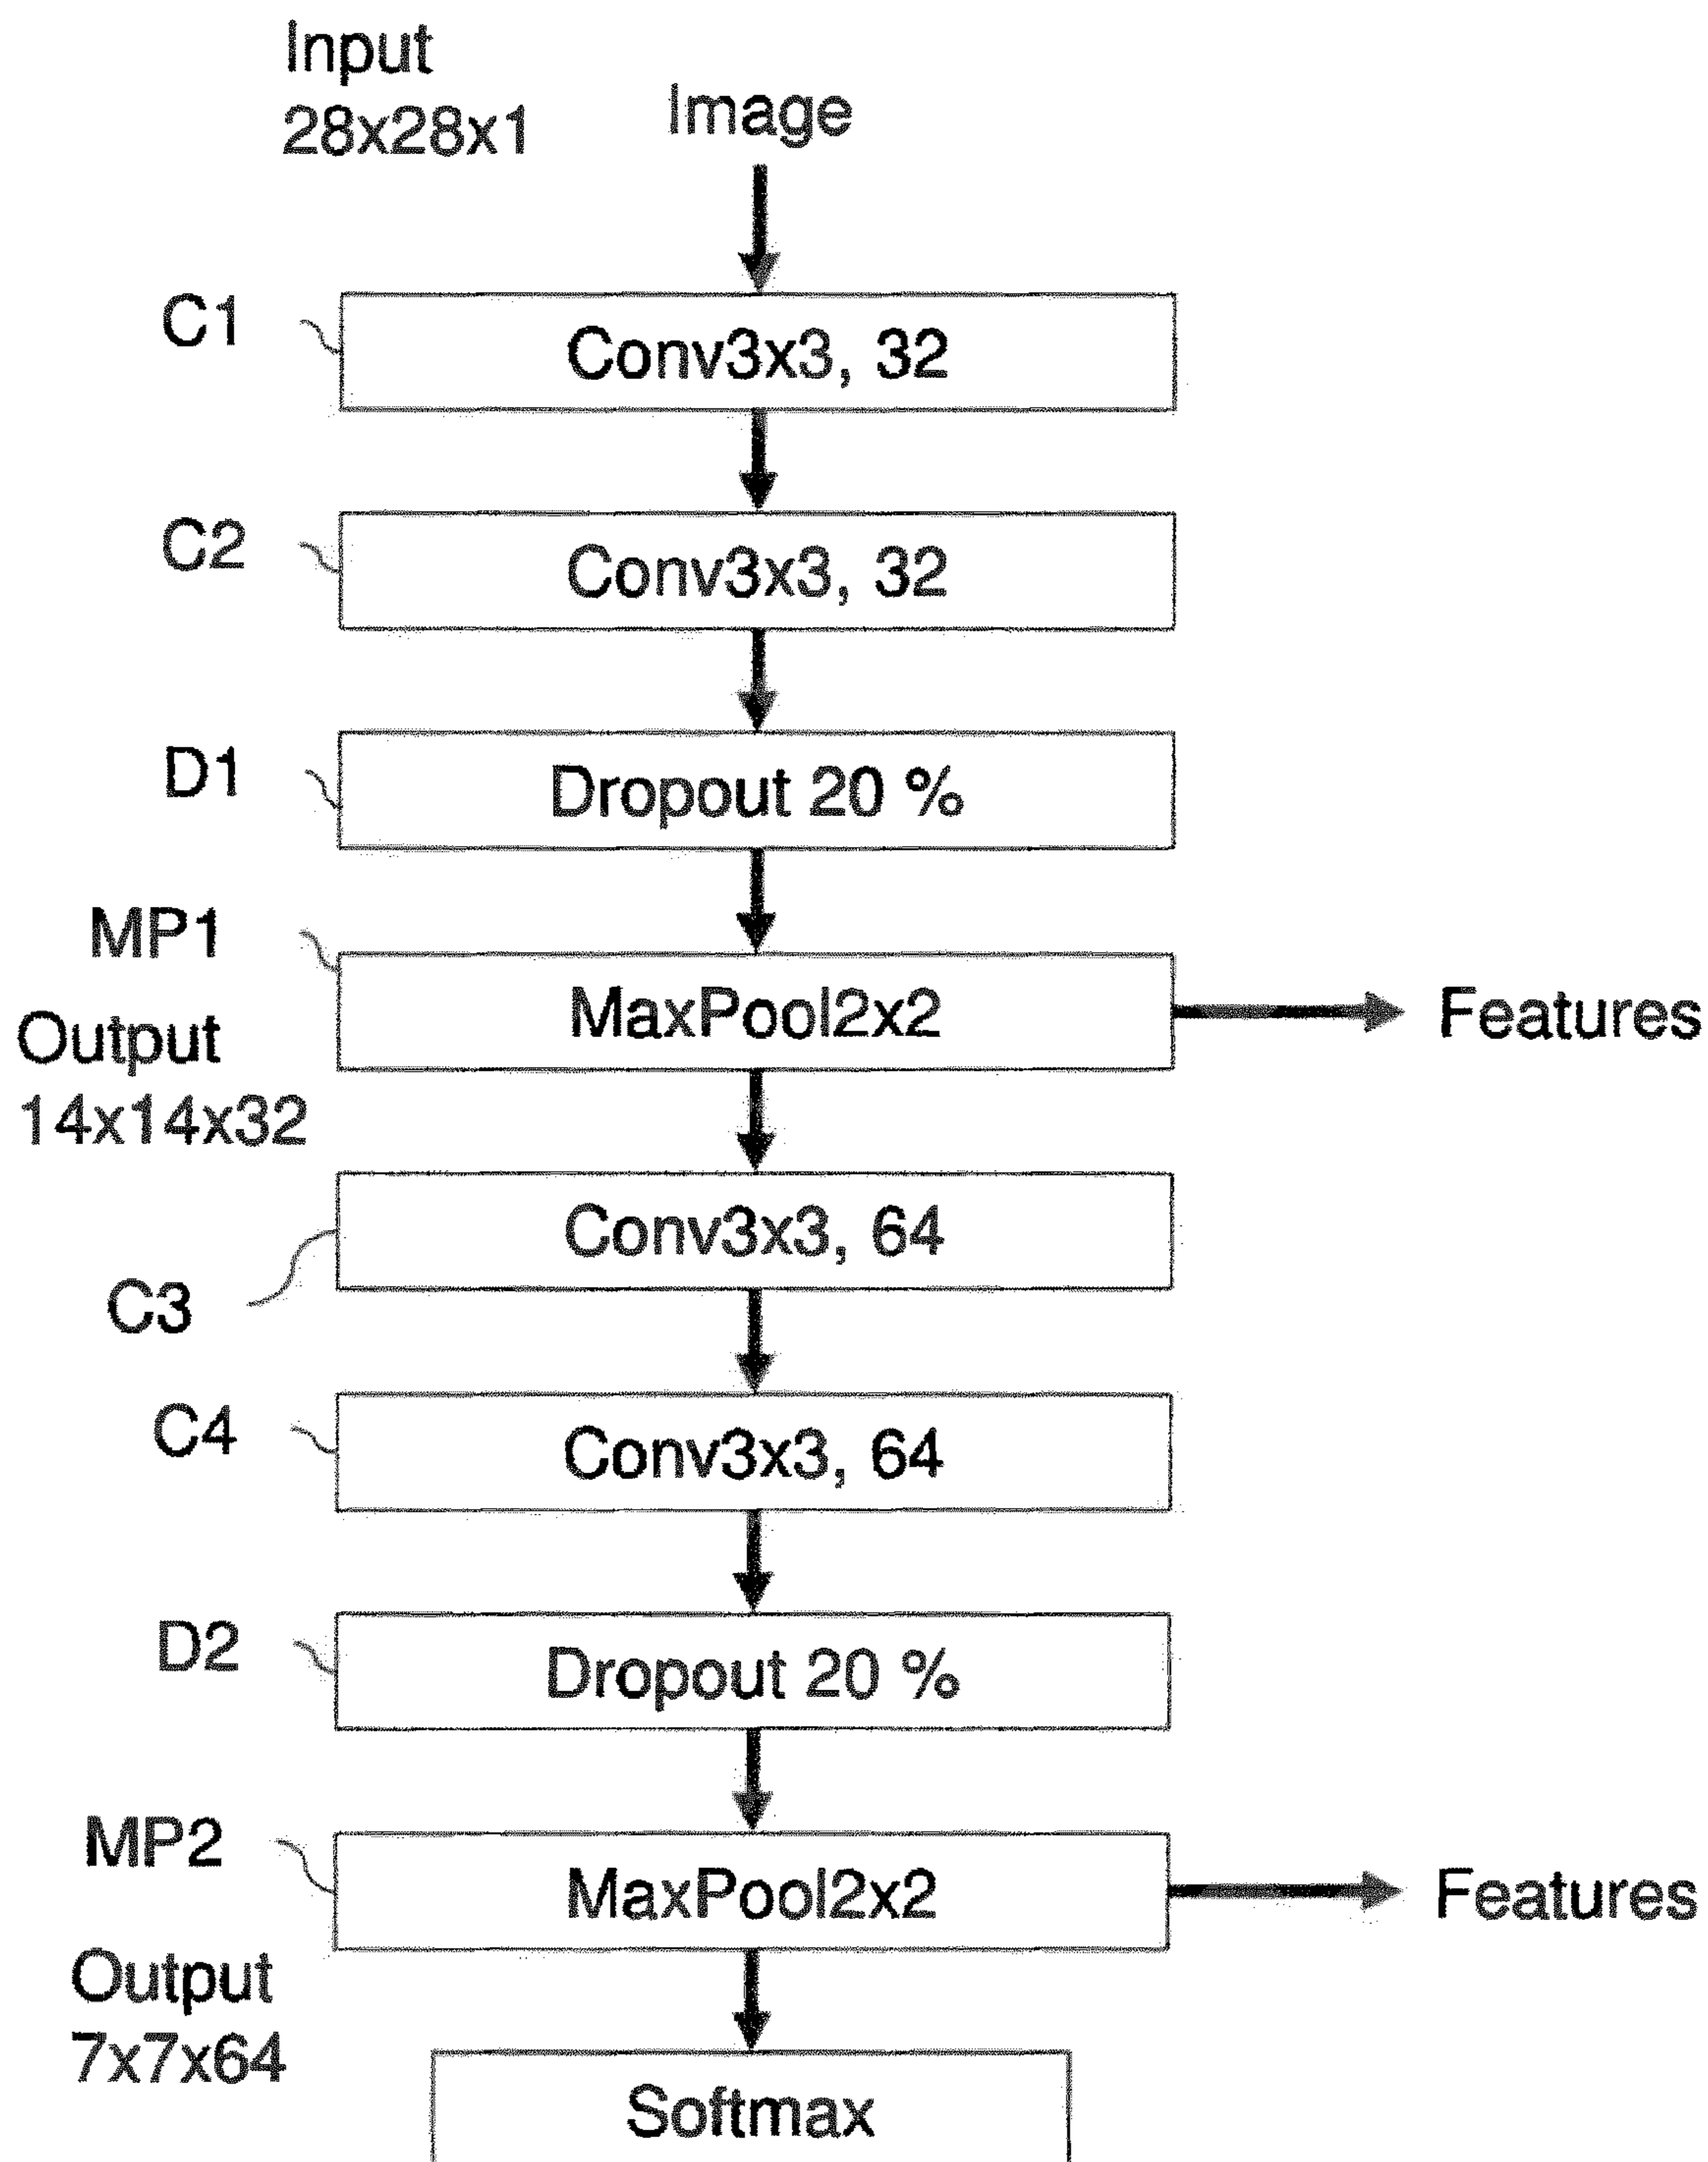 Input
28x28x1
Image
C1
Conv3x3, 32
C2
Conv3x3, 32
D1
Dropout 20 %
MP1
MaxPool2x2
Features
Output
14x14x32
Conv3x3, 64
C3
C4
Conv3x3, 64
D2
Dropout 20 %
MP2
MaxPool2x2
Features
Output
7x7x64
Softmax